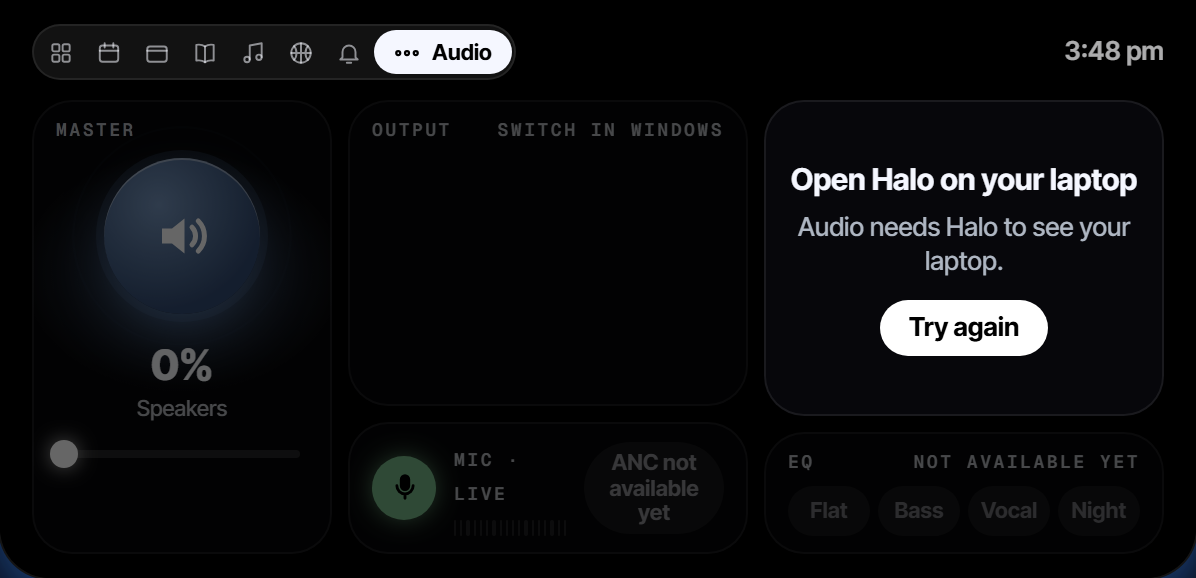 Audio
3:48 pm
MASTER
0%
Speakers
OUTPUT SWITCH IN WINDOWS
MIC ·
LIVE
ANC not
available
yet
Open Halo on your laptop
Audio needs Halo to see your
laptop.
Try again
EQ NOT AVAILABLE YET
Flat Bass Vocal Night